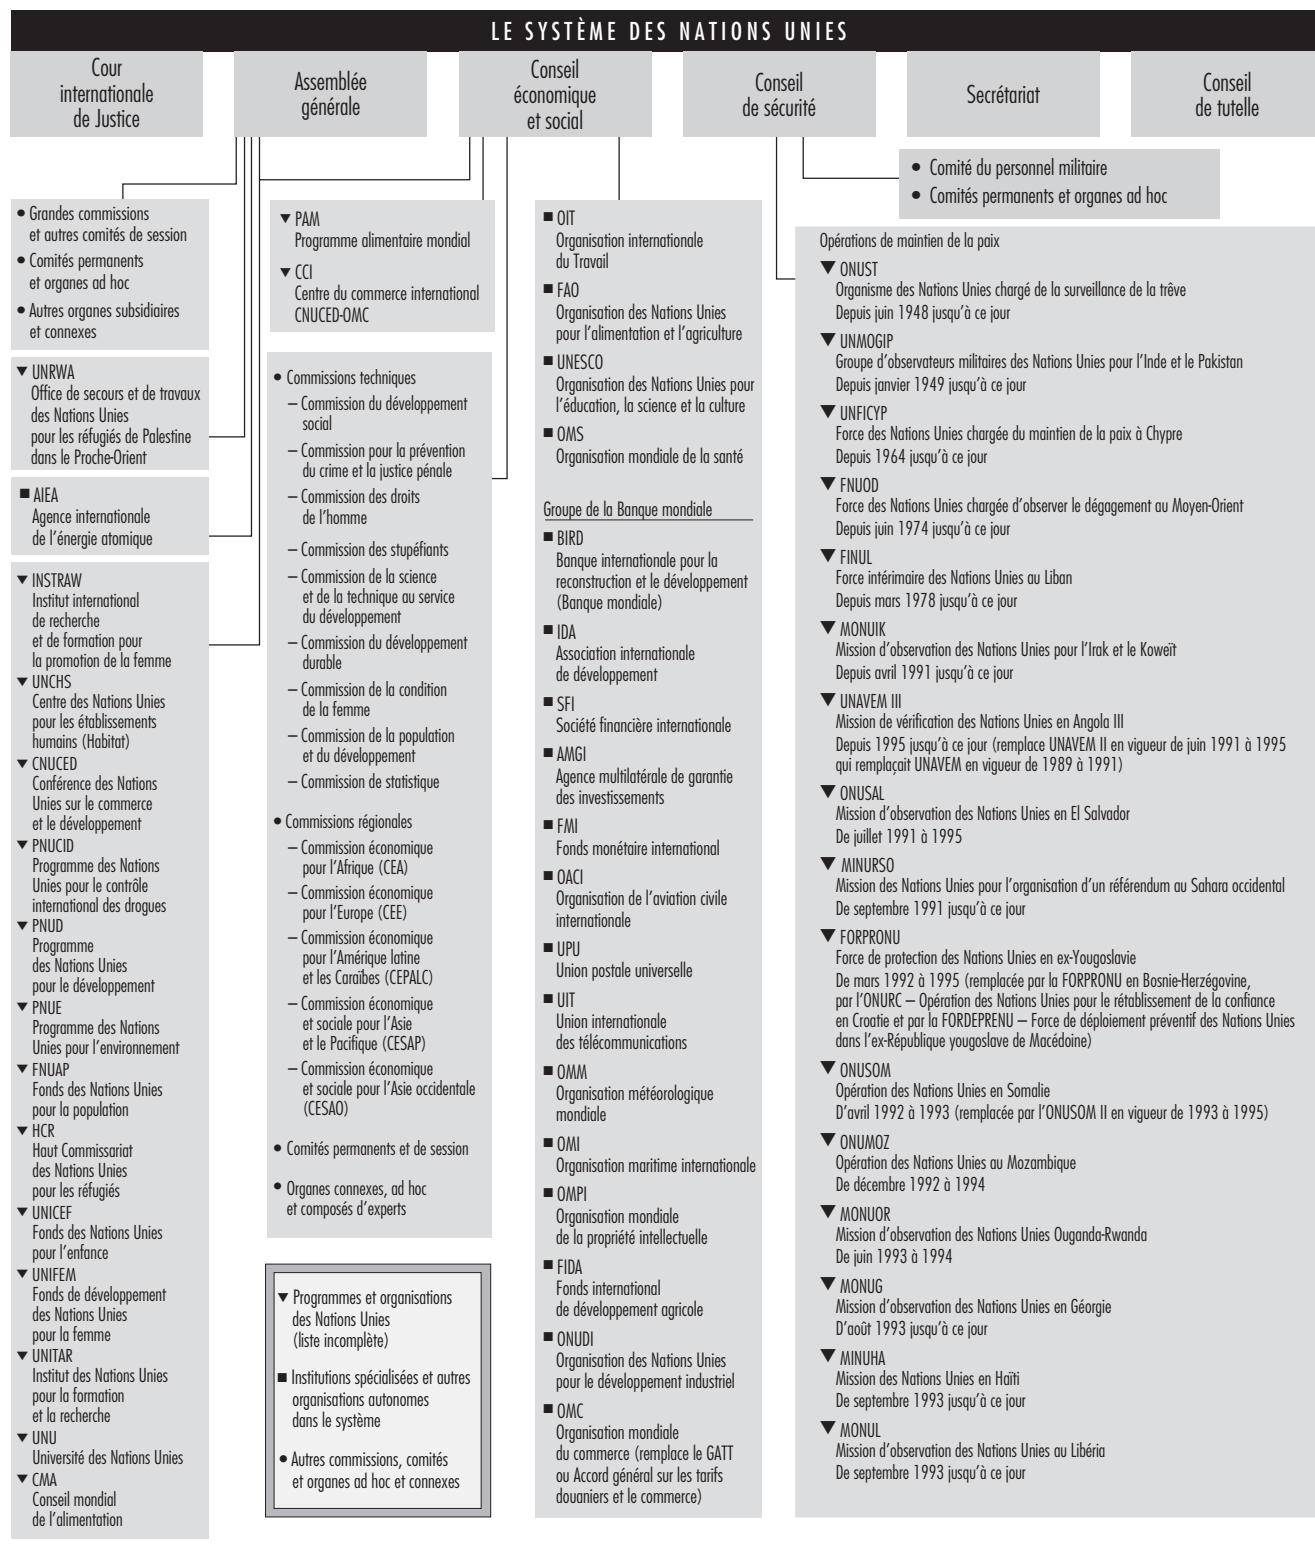 LE SYSTÈME DES NATIONS UNIES
Cour
internationale
de Justice
Assemblée
générale
Conseil
économique
et social
Conseil
de sécurité
Secrétariat
Conseil
de tutelle
• Grandes commissions
et autres comités de session
• Comités permanents
et organes ad hoc
• Autres organes subsidiaires
et connexes
▼ UNRWA
Office de secours et de travaux
des Nations Unies
pour les réfugiés de Palestine
dans le Proche-Orient
■ AIEA
Agence internationale
de l'énergie atomique
▼ INSTRAW
Institut international
de recherche
et de formation pour
la promotion de la femme
▼ UNCHS
Centre des Nations Unies
pour les établissements
humains (Habitat)
▼ CNUCED
Conférence des Nations
Unies sur le commerce
et le développement
▼ PNUCID
Programme des Nations
Unies pour le contrôle
international des drogues
▼ PNUD
Programme
des Nations Unies
pour le développement
▼ PNUE
Programme des Nations
Unies pour l'environnement
▼ FNUAP
Fonds des Nations Unies
pour la population
▼ HCR
Haut Commissariat
des Nations Unies
pour les réfugiés
▼ UNICEF
Fonds des Nations Unies
pour l'enfance
▼ UNIFEM
Fonds de développement
des Nations Unies
pour la femme
▼ UNITAR
Institut des Nations Unies
pour la formation
et la recherche
▼ UNU
Université des Nations Unies
▼ CMA
Conseil mondial
de l'alimentation
▼ PAM
Programme alimentaire mondial
▼ CCI
Centre du commerce international
CNUCED-OMC
• Commissions techniques
– Commission du développement
social
– Commission pour la prévention
du crime et la justice pénale
– Commission des droits
de l'homme
– Commission des stupéfiants
– Commission de la science
et de la technique au service
du développement
– Commission du développement
durable
– Commission de la condition
de la femme
– Commission de la population
et du développement
– Commission de statistique
• Commissions régionales
– Commission économique
pour l'Afrique (CEA)
– Commission économique
pour l'Europe (CEE)
– Commission économique
pour l'Amérique latine
et les Caraïbes (CEPALC)
– Commission économique
et sociale pour l'Asie
et le Pacifique (CESAP)
– Commission économique
et sociale pour l'Asie occidentale
(CESAO)
• Comités permanents et de session
• Organes connexes, ad hoc
et composés d'experts
▼ Programmes et organisations
des Nations Unies
(liste incomplète)
■ Institutions spécialisées et autres
organisations autonomes
dans le système
• Autres commissions, comités
et organes ad hoc et connexes
■ OIT
Organisation internationale
du Travail
■ FAO
Organisation des Nations Unies
pour l'alimentation et l'agriculture
■ UNESCO
Organisation des Nations Unies pour
l'éducation, la science et la culture
■ OMS
Organisation mondiale de la santé
Groupe de la Banque mondiale
■ BIRD
Banque internationale pour la
reconstruction et le développement
(Banque mondiale)
■ IDA
Association internationale
de développement
■ SFI
Société financière internationale
■ AMGI
Agence multilatérale de garantie
des investissements
■ FMI
Fonds monétaire international
■ OACI
Organisation de l'aviation civile
internationale
■ UPU
Union postale universelle
■ UIT
Union internationale
des télécommunications
■ OMM
Organisation météorologique
mondiale
■ OMI
Organisation maritime internationale
■ OMPI
Organisation mondiale
de la propriété intellectuelle
■ FIDA
Fonds international
de développement agricole
■ ONUDI
Organisation des Nations Unies
pour le développement industriel
■ OMC
Organisation mondiale
du commerce (remplace le GATT
ou Accord général sur les tarifs
douaniers et le commerce)
• Comité du personnel militaire
• Comités permanents et organes ad hoc
Opérations de maintien de la paix
▼ ONUST
Organisme des Nations Unies chargé de la surveillance de la trêve
Depuis juin 1948 jusqu'à ce jour
▼ UNMOGIP
Groupe d'observateurs militaires des Nations Unies pour l'Inde et le Pakistan
Depuis janvier 1949 jusqu'à ce jour
▼ UNFICYP
Force des Nations Unies chargée du maintien de la paix à Chypre
Depuis 1964 jusqu'à ce jour
▼ FNUOD
Force des Nations Unies chargée d'observer le dégagement au Moyen-Orient
Depuis juin 1974 jusqu'à ce jour
▼ FINUL
Force intérimaire des Nations Unies au Liban
Depuis mars 1978 jusqu'à ce jour
▼ MONUIK
Mission d'observation des Nations Unies pour l'Irak et le Koweït
Depuis avril 1991 jusqu'à ce jour
▼ UNAVEM III
Mission de vérification des Nations Unies en Angola III
Depuis 1995 jusqu'à ce jour (remplace UNAVEM II en vigueur de juin 1991 à 1995
qui remplaçait UNAVEM en vigueur de 1989 à 1991)
▼ ONUSAL
Mission d'observation des Nations Unies en El Salvador
De juillet 1991 à 1995
▼ MINURSO
Mission des Nations Unies pour l'organisation d'un référendum au Sahara occidental
De septembre 1991 jusqu'à ce jour
▼ FORPRONU
Force de protection des Nations Unies en ex-Yougoslavie
De mars 1992 à 1995 (remplacée par la FORPRONU en Bosnie-Herzégovine,
par l'ONURC – Opération des Nations Unies pour le rétablissement de la confiance
en Croatie et par la FORDEPRENU – Force de déploiement préventif des Nations Unies
dans l'ex-République yougoslave de Macédoine)
▼ ONUSOM
Opération des Nations Unies en Somalie
D'avril 1992 à 1993 (remplacée par l'ONUSOM II en vigueur de 1993 à 1995)
▼ ONUMOZ
Opération des Nations Unies au Mozambique
De décembre 1992 à 1994
▼ MONUOR
Mission d'observation des Nations Unies Ouganda-Rwanda
De juin 1993 à 1994
▼ MONUG
Mission d'observation des Nations Unies en Géorgie
D'août 1993 jusqu'à ce jour
▼ MINUHA
Mission des Nations Unies en Haïti
De septembre 1993 jusqu'à ce jour
▼ MONUL
Mission d'observation des Nations Unies au Libéria
De septembre 1993 jusqu'à ce jour